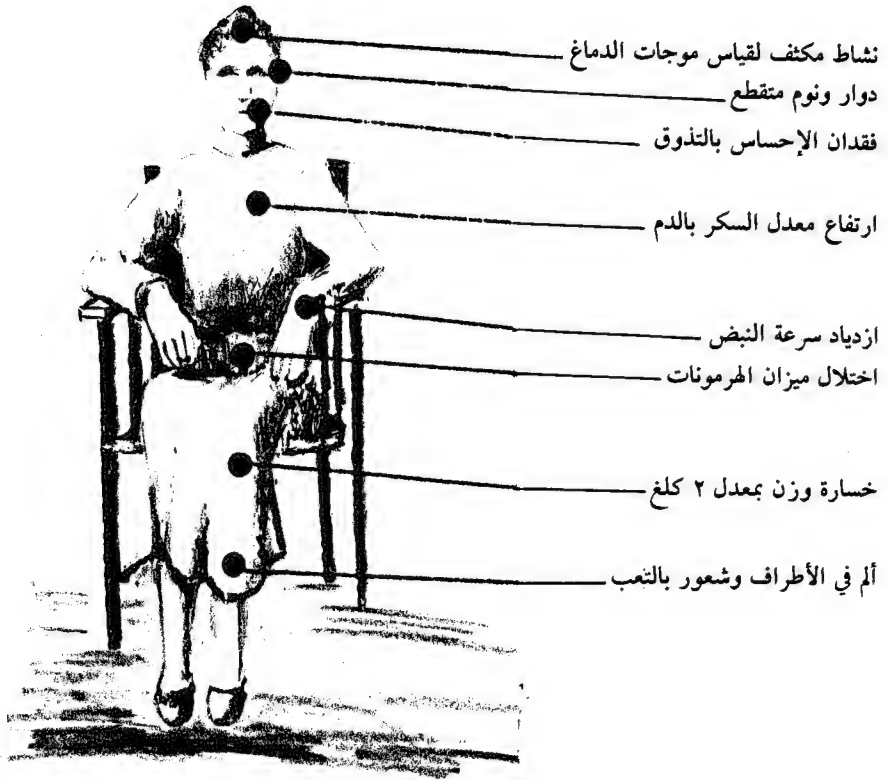 نشاط مكثف لقياس موجات الدماغ
دوار ونوم متقطع
فقدان الإحساس بالتذوق
ارتفاع معدل السكر بالدم
ازدياد سرعة النبض
اختلال ميزان الهرمونات
خسارة وزن بمعدل ٢ كلغ
ألم في الأطراف وشعور بالتعب